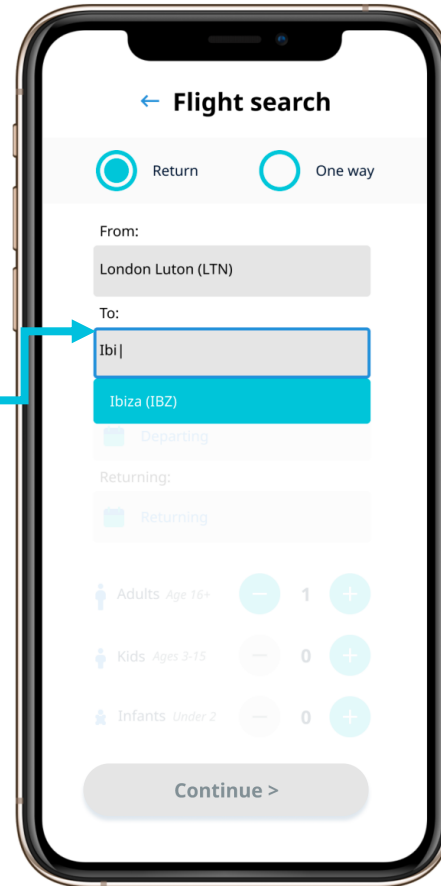 ← Flight search
Return One way
From:
London Luton (LTN)
To:
Ibi|
Ibiza (IBZ)
Departing
Returning:
Returning
Adults Age 16+ − 1 +
Kids Ages 3-15 − 0 +
Infants Under 2 − 0 +
Continue >